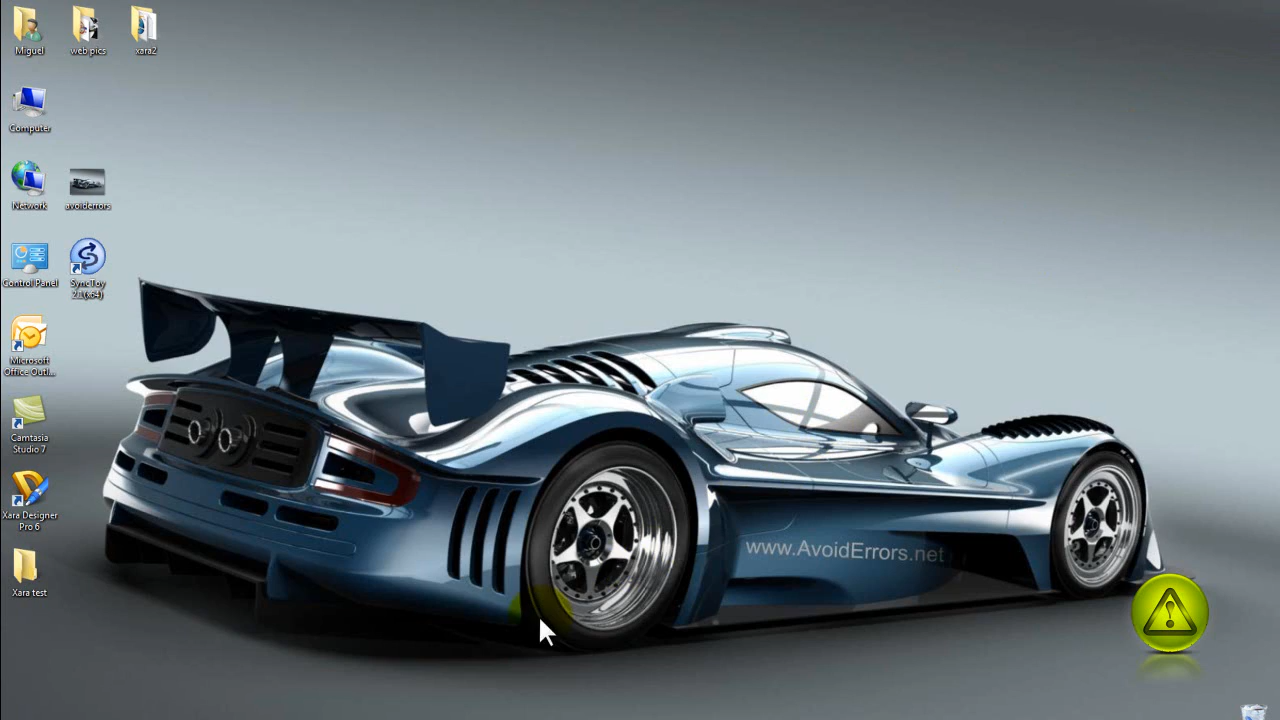 Miguel
web pics
xara2
Computer
Network
avoiderrors
Control Panel
SyncToy
2.1(x64)
Microsoft
Office Outl...
Camtasia
Studio 7
Xara Designer
Pro 6
Xara test
www.AvoidErrors.net